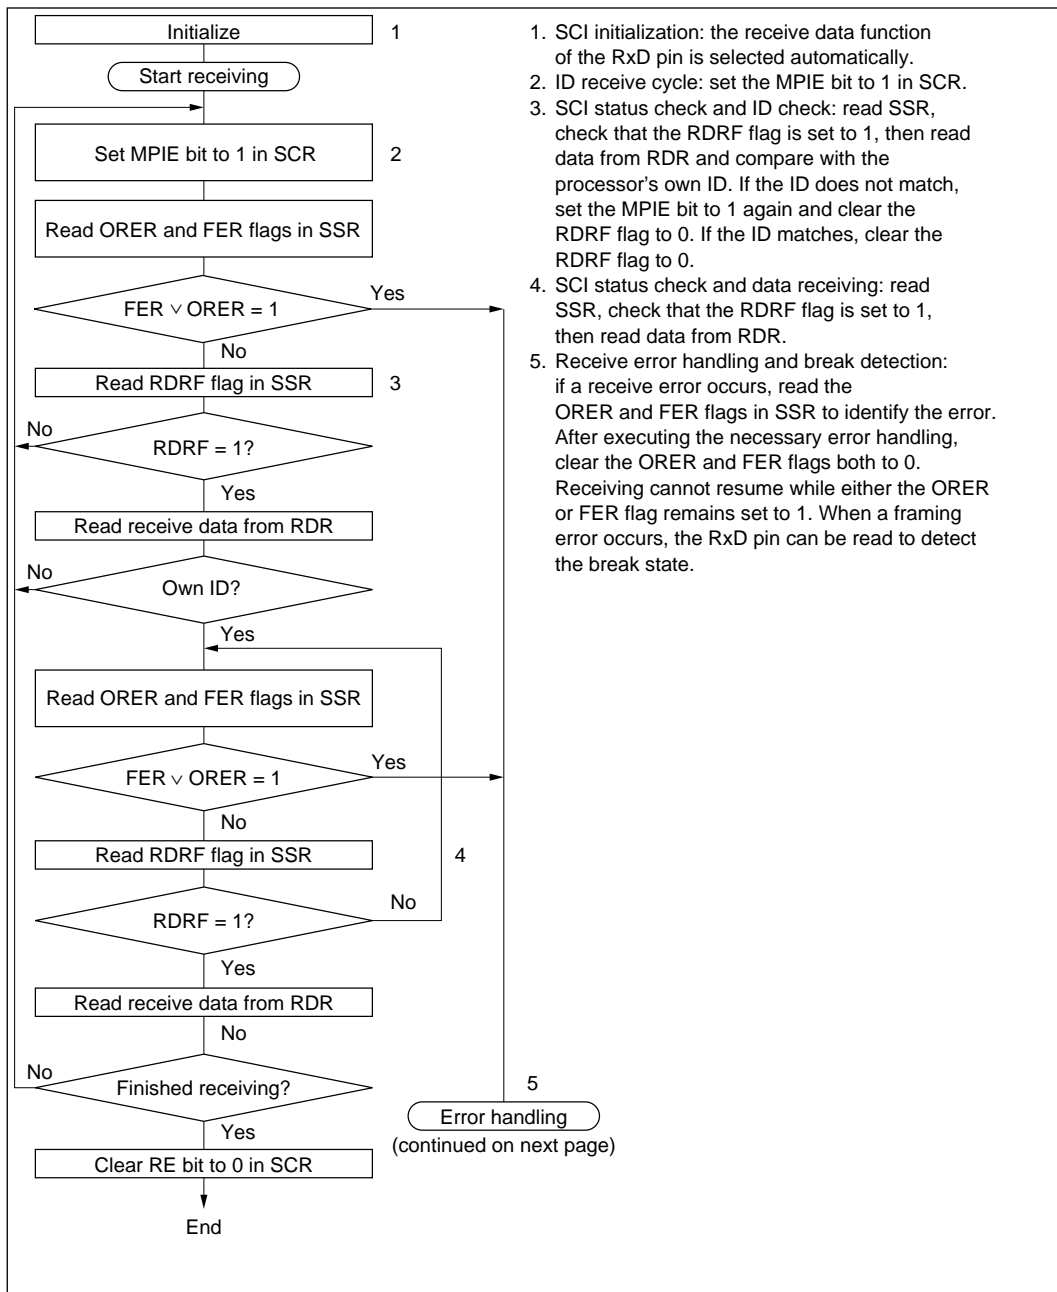 Initialize
1
Start receiving
Set MPIE bit to 1 in SCR
2
Read ORER and FER flags in SSR
FER ∨ ORER = 1
Yes
No
Read RDRF flag in SSR
3
No
RDRF = 1?
Yes
Read receive data from RDR
No
Own ID?
Yes
Read ORER and FER flags in SSR
FER ∨ ORER = 1
Yes
No
Read RDRF flag in SSR
4
RDRF = 1?
No
Yes
Read receive data from RDR
No
No
Finished receiving?
Yes
Clear RE bit to 0 in SCR
End
5
Error handling
(continued on next page)
1. SCI initialization: the receive data function
of the RxD pin is selected automatically.
2. ID receive cycle: set the MPIE bit to 1 in SCR.
3. SCI status check and ID check: read SSR,
check that the RDRF flag is set to 1, then read
data from RDR and compare with the
processor's own ID. If the ID does not match,
set the MPIE bit to 1 again and clear the
RDRF flag to 0. If the ID matches, clear the
RDRF flag to 0.
4. SCI status check and data receiving: read
SSR, check that the RDRF flag is set to 1,
then read data from RDR.
5. Receive error handling and break detection:
if a receive error occurs, read the
ORER and FER flags in SSR to identify the error.
After executing the necessary error handling,
clear the ORER and FER flags both to 0.
Receiving cannot resume while either the ORER
or FER flag remains set to 1. When a framing
error occurs, the RxD pin can be read to detect
the break state.